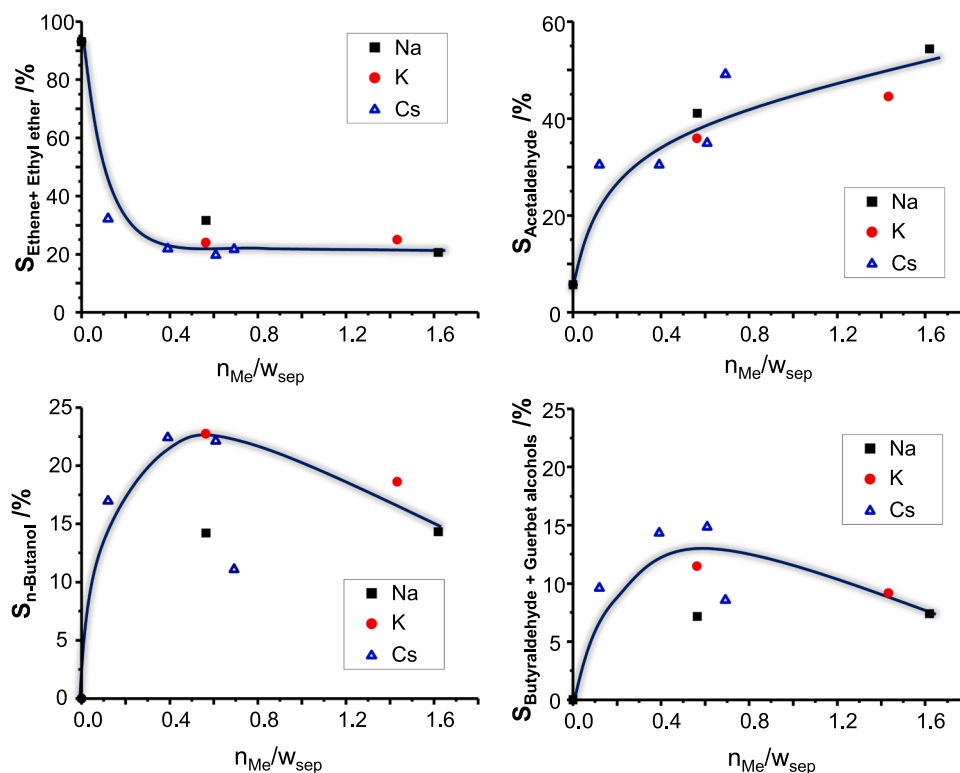 S_Ethene+ Ethyl ether /%
100
80
60
40
20
0
0.0 0.4 0.8 1.2 1.6
n_Me/w_sep
Na
K
Cs
S_Acetaldehyde /%
60
40
20
0
0.0 0.4 0.8 1.2 1.6
n_Me/w_sep
Na
K
Cs
S_n-Butanol /%
25
20
15
10
5
0
0.0 0.4 0.8 1.2 1.6
n_Me/w_sep
Na
K
Cs
S_Butyraldehyde + Guerbet alcohols /%
25
20
15
10
5
0
0.0 0.4 0.8 1.2 1.6
n_Me/w_sep
Na
K
Cs